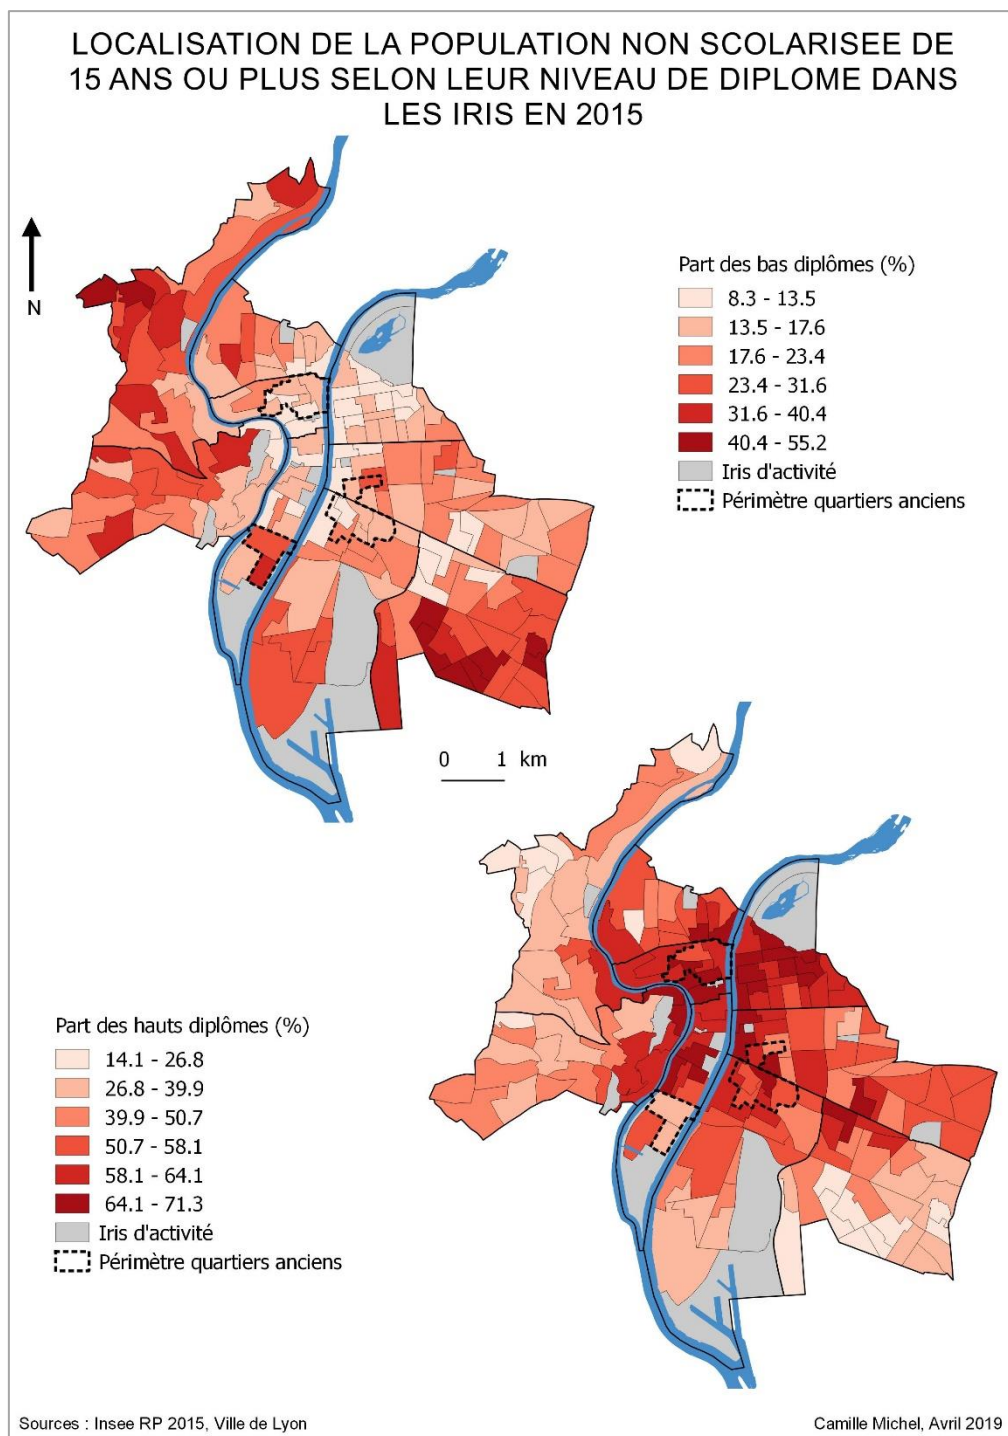 LOCALISATION DE LA POPULATION NON SCOLARISEE DE
15 ANS OU PLUS SELON LEUR NIVEAU DE DIPLOME DANS
LES IRIS EN 2015
N
Part des bas diplômes (%)
8.3 - 13.5
13.5 - 17.6
17.6 - 23.4
23.4 - 31.6
31.6 - 40.4
40.4 - 55.2
Iris d'activité
Périmètre quartiers anciens
0 1 km
Part des hauts diplômes (%)
14.1 - 26.8
26.8 - 39.9
39.9 - 50.7
50.7 - 58.1
58.1 - 64.1
64.1 - 71.3
Iris d'activité
Périmètre quartiers anciens
Sources : Insee RP 2015, Ville de Lyon
Camille Michel, Avril 2019